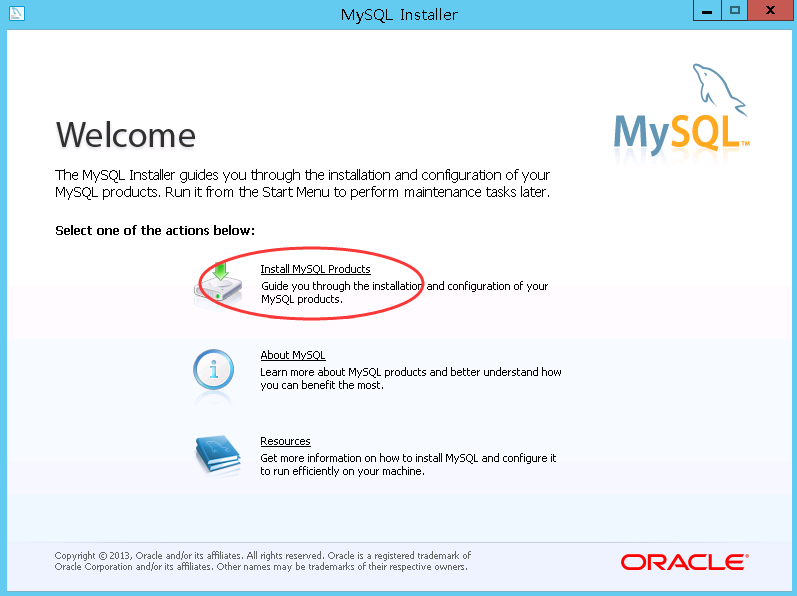 MySQL Installer
MySQL™
Welcome
The MySQL Installer guides you through the installation and configuration of your
MySQL products. Run it from the Start Menu to perform maintenance tasks later.
Select one of the actions below:
Install MySQL Products
Guide you through the installation and configuration of your
MySQL products.
About MySQL
Learn more about MySQL products and better understand how
you can benefit the most.
Resources
Get more information on how to install MySQL and configure it
to run efficiently on your machine.
Copyright © 2013, Oracle and/or its affiliates. All rights reserved. Oracle is a registered trademark of
Oracle Corporation and/or its affiliates. Other names may be trademarks of their respective owners.
ORACLE®